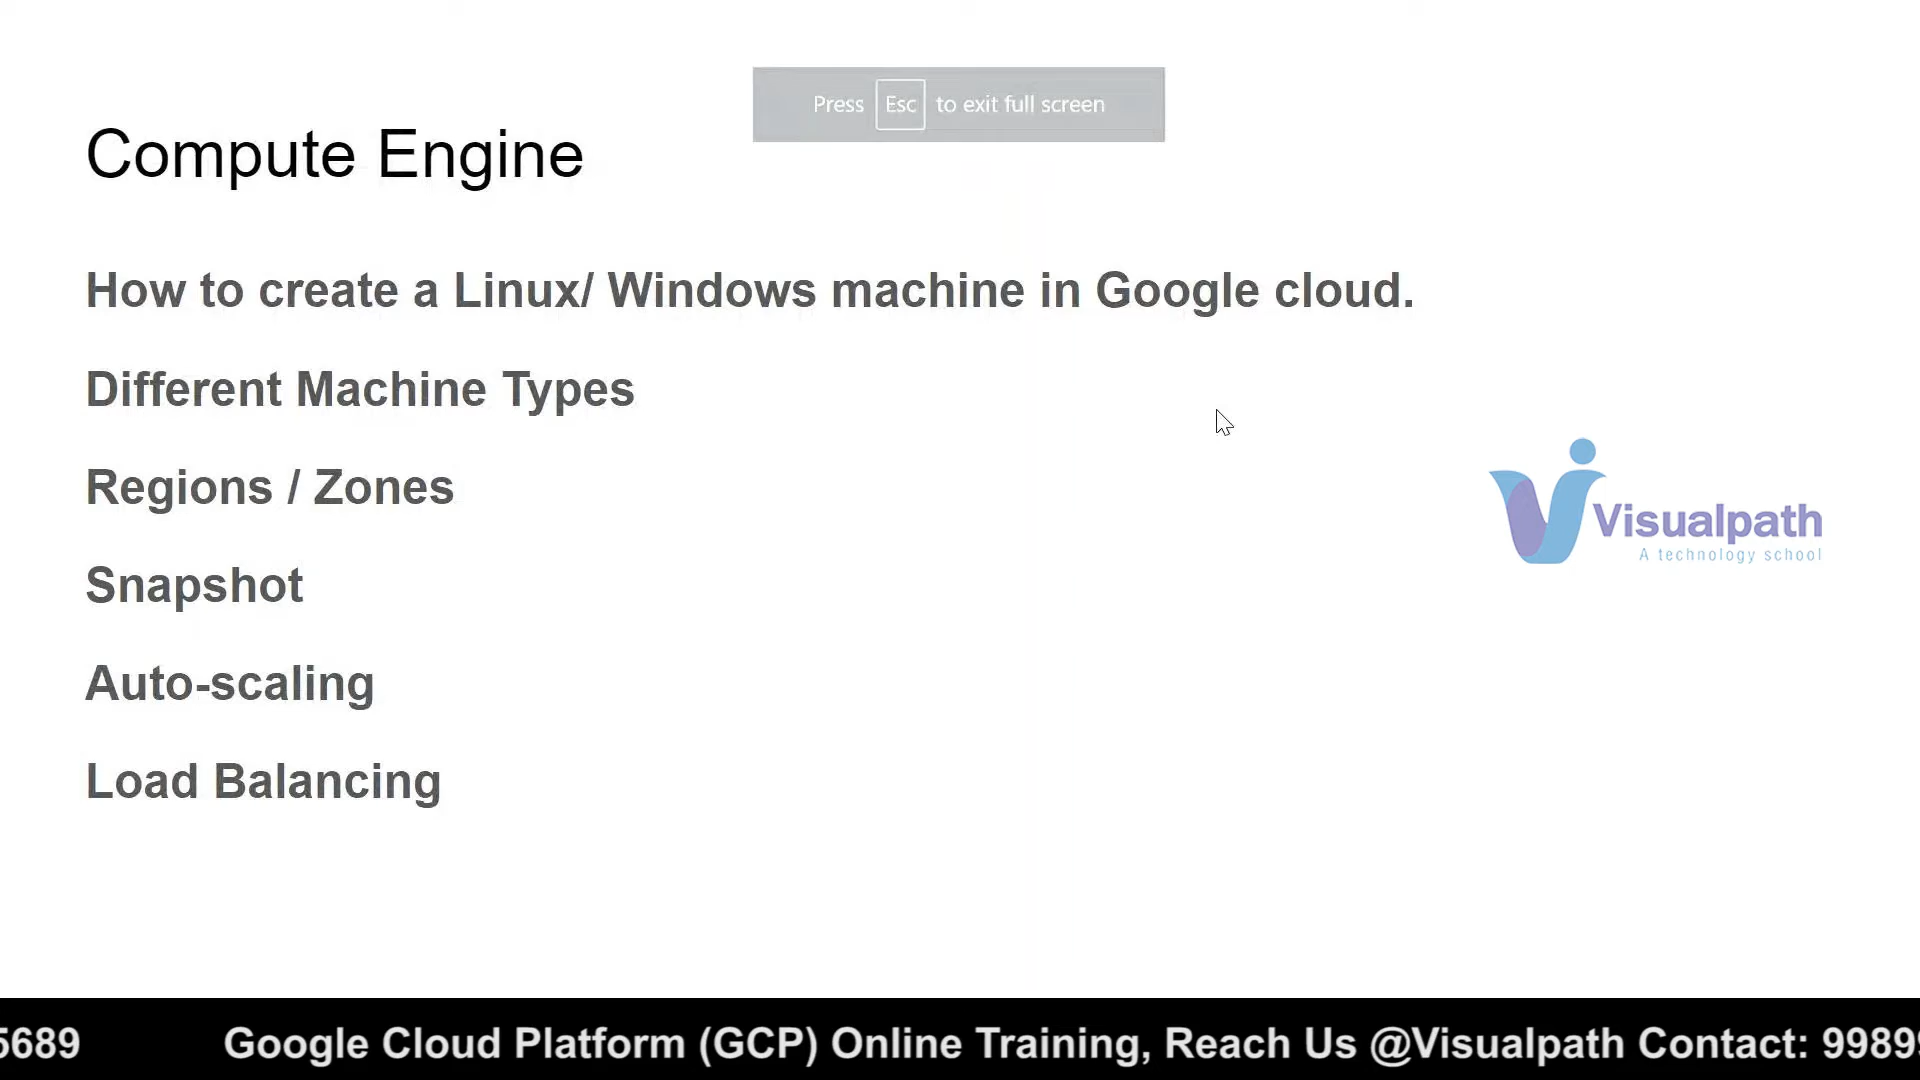 Press Esc to exit full screen
Compute Engine
How to create a Linux/ Windows machine in Google cloud.
Different Machine Types
Regions / Zones
Visualpath
A technology school
Snapshot
Auto-scaling
Load Balancing
5689 Google Cloud Platform (GCP) Online Training, Reach Us @Visualpath Contact: 9989